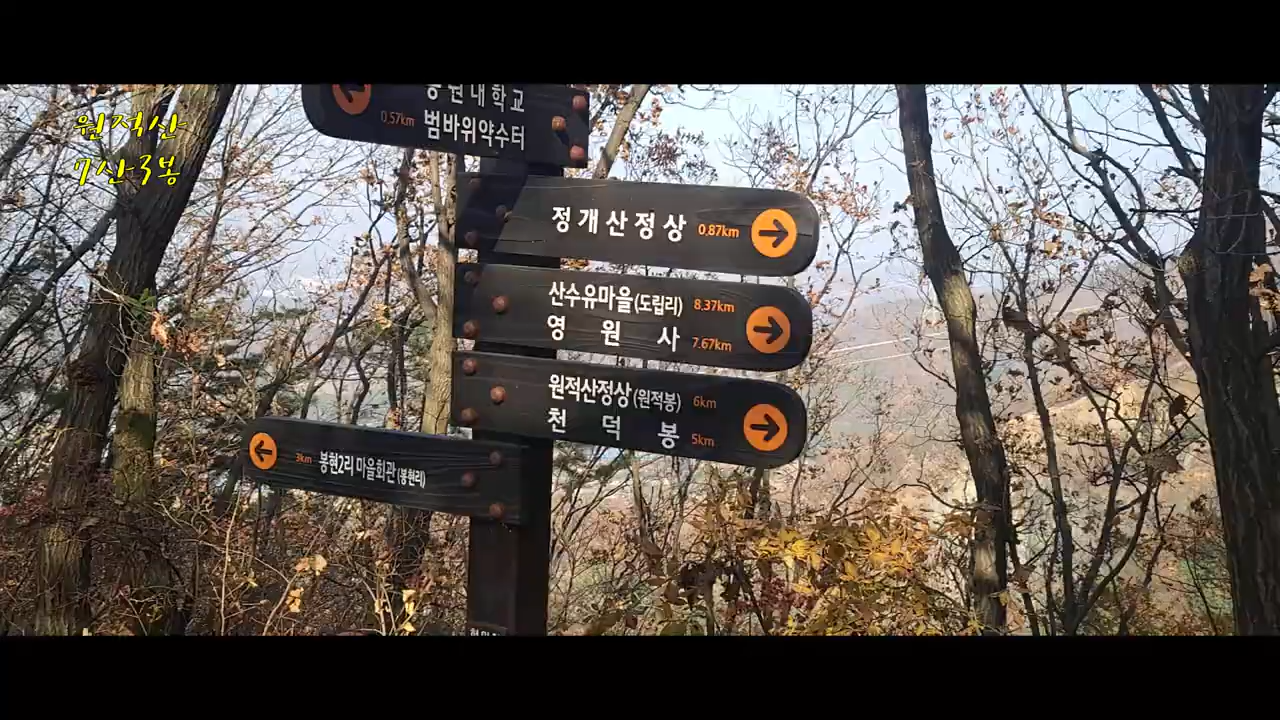 원적산
7산3봉
0.57km 범바위약수터
정개산정상 0.87km
산수유마을(도립리) 8.37km
영원사 7.67km
원적산정상(원적봉) 6km
천덕봉 5km
3km 봉현2리 마을회관(봉현리)